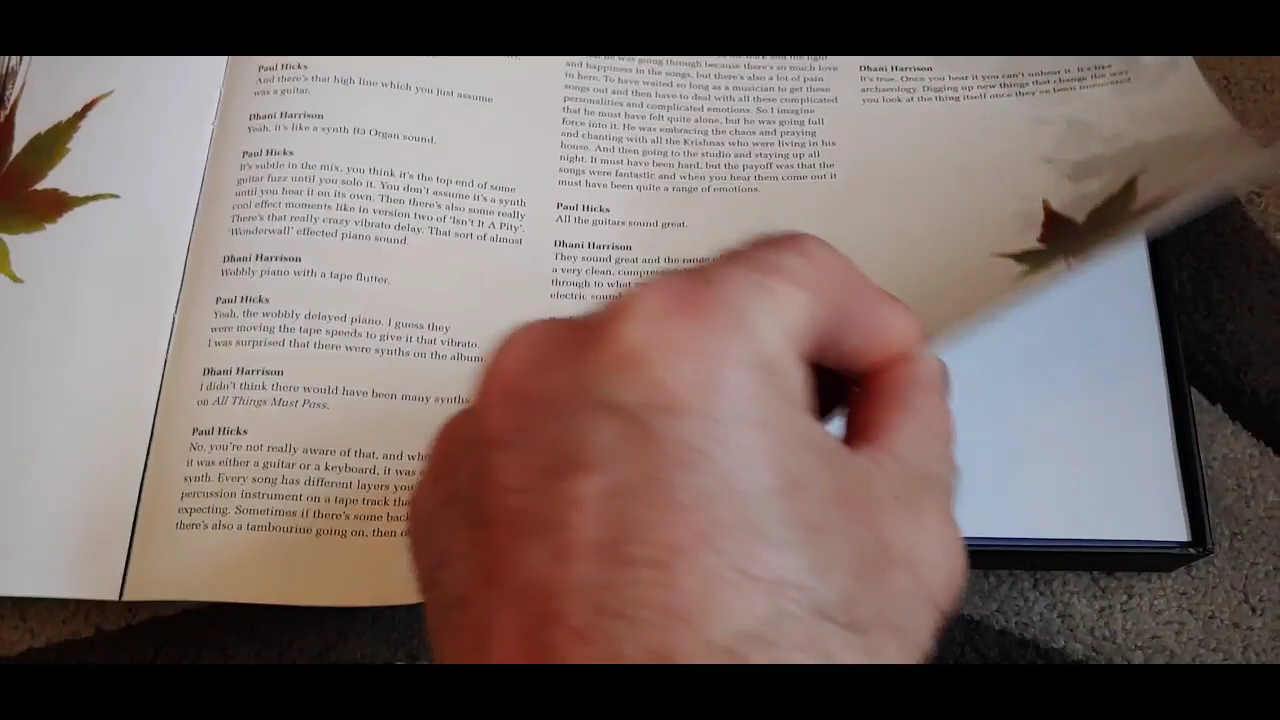 Paul Hicks
And there's that high line which you just assume
was a guitar.
Dhani Harrison
Yeah, it's like a synth H3 Organ sound.
Paul Hicks
It's subtle in the mix, you think it's the top end of some
guitar fuzz until you solo it. You don't assume it's a synth
until you hear it on its own. Then there's also some really
cool effect moments like in version two of 'Isn't It A Pity'.
There's that really crazy vibrato delay. That sort of almost
'Wonderwall' effected piano sound.
Dhani Harrison
Wobbly piano with a tape flutter.
Paul Hicks
Yeah, the wobbly delayed piano. I guess they
were moving the tape speeds to give it that vibrato.
I was surprised that there were synths on the album.
Dhani Harrison
I didn't think there would have been many synths
on All Things Must Pass.
Paul Hicks
No, you're not really aware of that, and
it was either a guitar or a keyboard, it was
synth. Every song has different layers
percussion instrument on a tape track
expecting. Sometimes if there's some
there's also a tambourine going on, then
he was going through because there's so much love
and happiness in the songs, but there's also a lot of pain
in here. To have waited so long as a musician to get these
songs out and then have to deal with all these complicated
personalities and complicated emotions. So I imagine
that he must have felt quite alone, but he was going full
force into it. He was embracing the chaos and praying
and chanting with all the Krishnas who were living in his
house. And then going to the studio and staying up all
night. It must have been hard, but the payoff was that the
songs were fantastic and when you hear them come out it
must have been quite a range of emotions.
Paul Hicks
All the guitars sound great.
Dhani Harrison
They sound great and the range of
a very clean,
through to what
electric
Dhani Harrison
It's true. Once you hear it you can't unhear it. It's like
archaeology. Digging up new things that change the way
you look at the thing itself once they've been uncovered